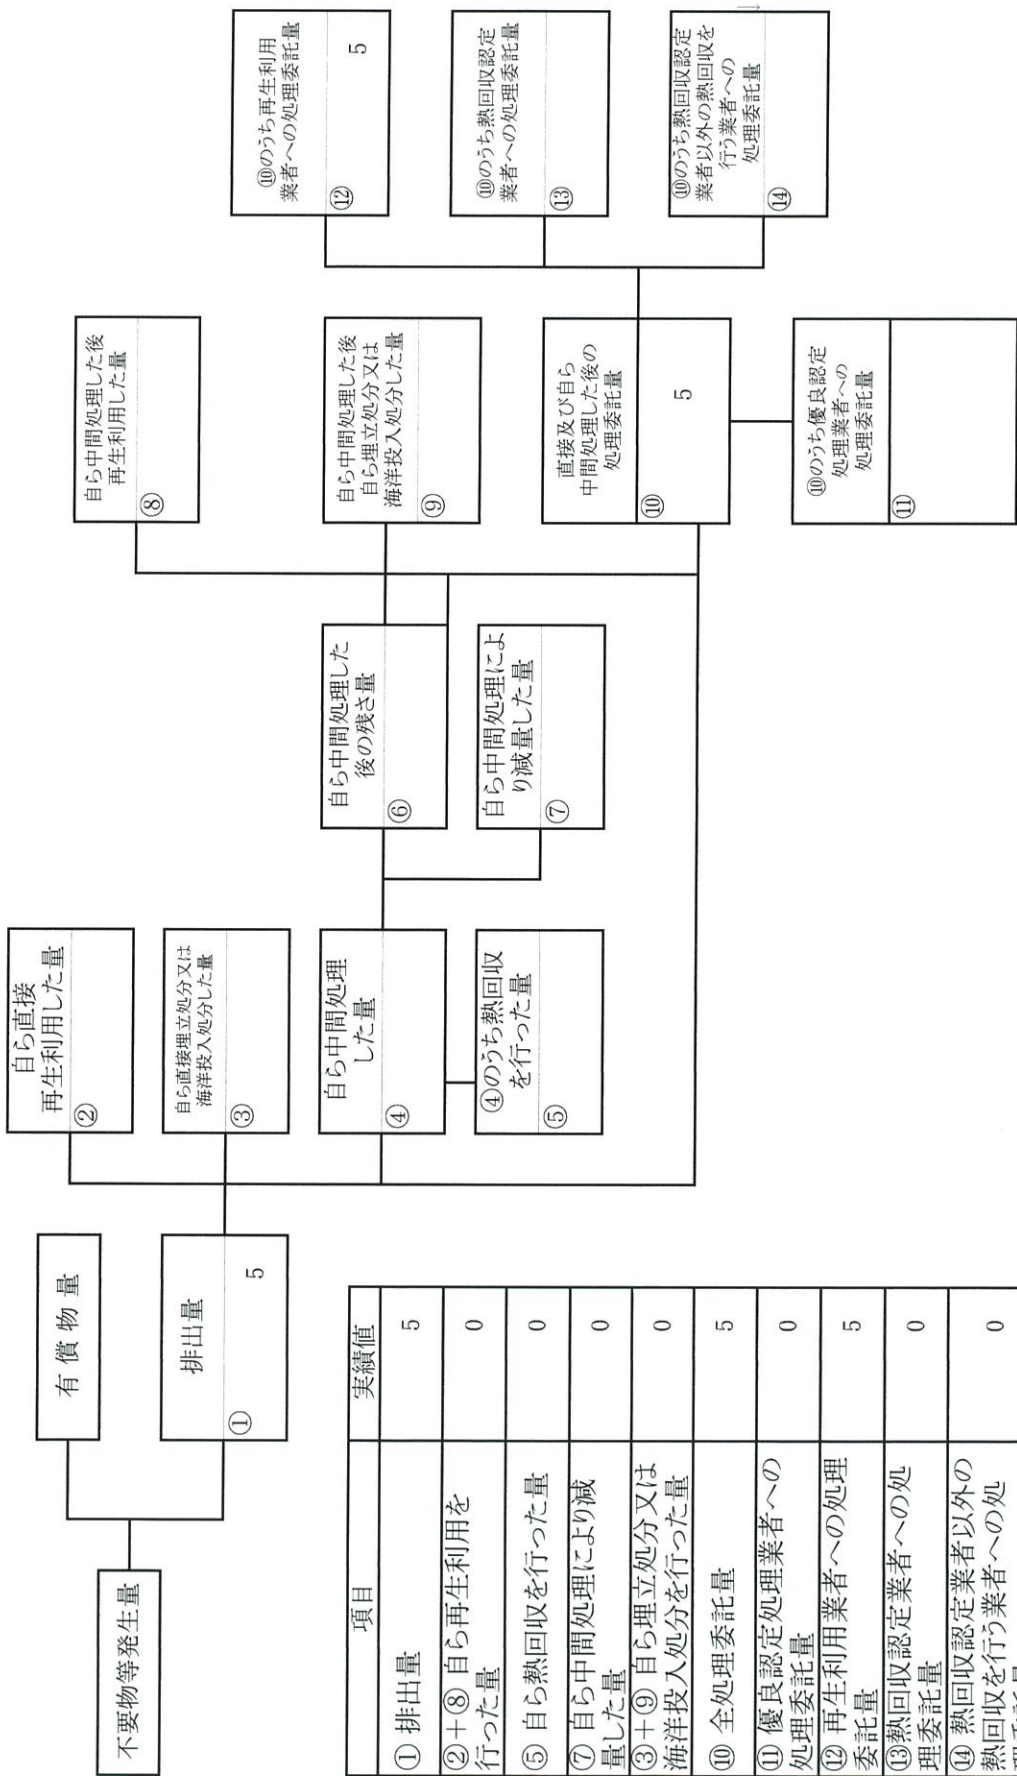 不要物等発生量
有償物量
排出量
①
5
自ら直接
再生利用した量
②
自ら直接埋立処分又は
海洋投入処分した量
③
自ら中間処理
した量
④
④のうち熱回収
を行った量
⑤
自ら中間処理した
後の残さ量
⑥
自ら中間処理によ
り減量した量
⑦
自ら中間処理した後
再生利用した量
⑧
自ら中間処理した後
自ら埋立処分又は
海洋投入処分した量
⑨
直接及び自ら
中間処理した後の
処理委託量
⑩
5
⑩のうち優良認定
処理業者への
処理委託量
⑪
⑩のうち再生利用
業者への処理委託量
⑫
5
⑩のうち熱回収認定
業者への処理委託量
⑬
⑩のうち熱回収認定
業者以外の熱回収を
行う業者への
処理委託量
⑭
項目 実績値
① 排出量 5
②+⑧ 自ら再生利用を
行った量 0
⑤ 自ら熱回収を行った量 0
⑦ 自ら中間処理により減
量した量 0
③+⑨ 自ら埋立処分又は
海洋投入処分を行った量 0
⑩ 全処理委託量 5
⑪ 優良認定処理業者への
処理委託量 0
⑫ 再生利用業者への処理
委託量 5
⑬熱回収認定業者への処
理委託量 0
⑭ 熱回収認定業者以外の
熱回収を行う業者への処 0